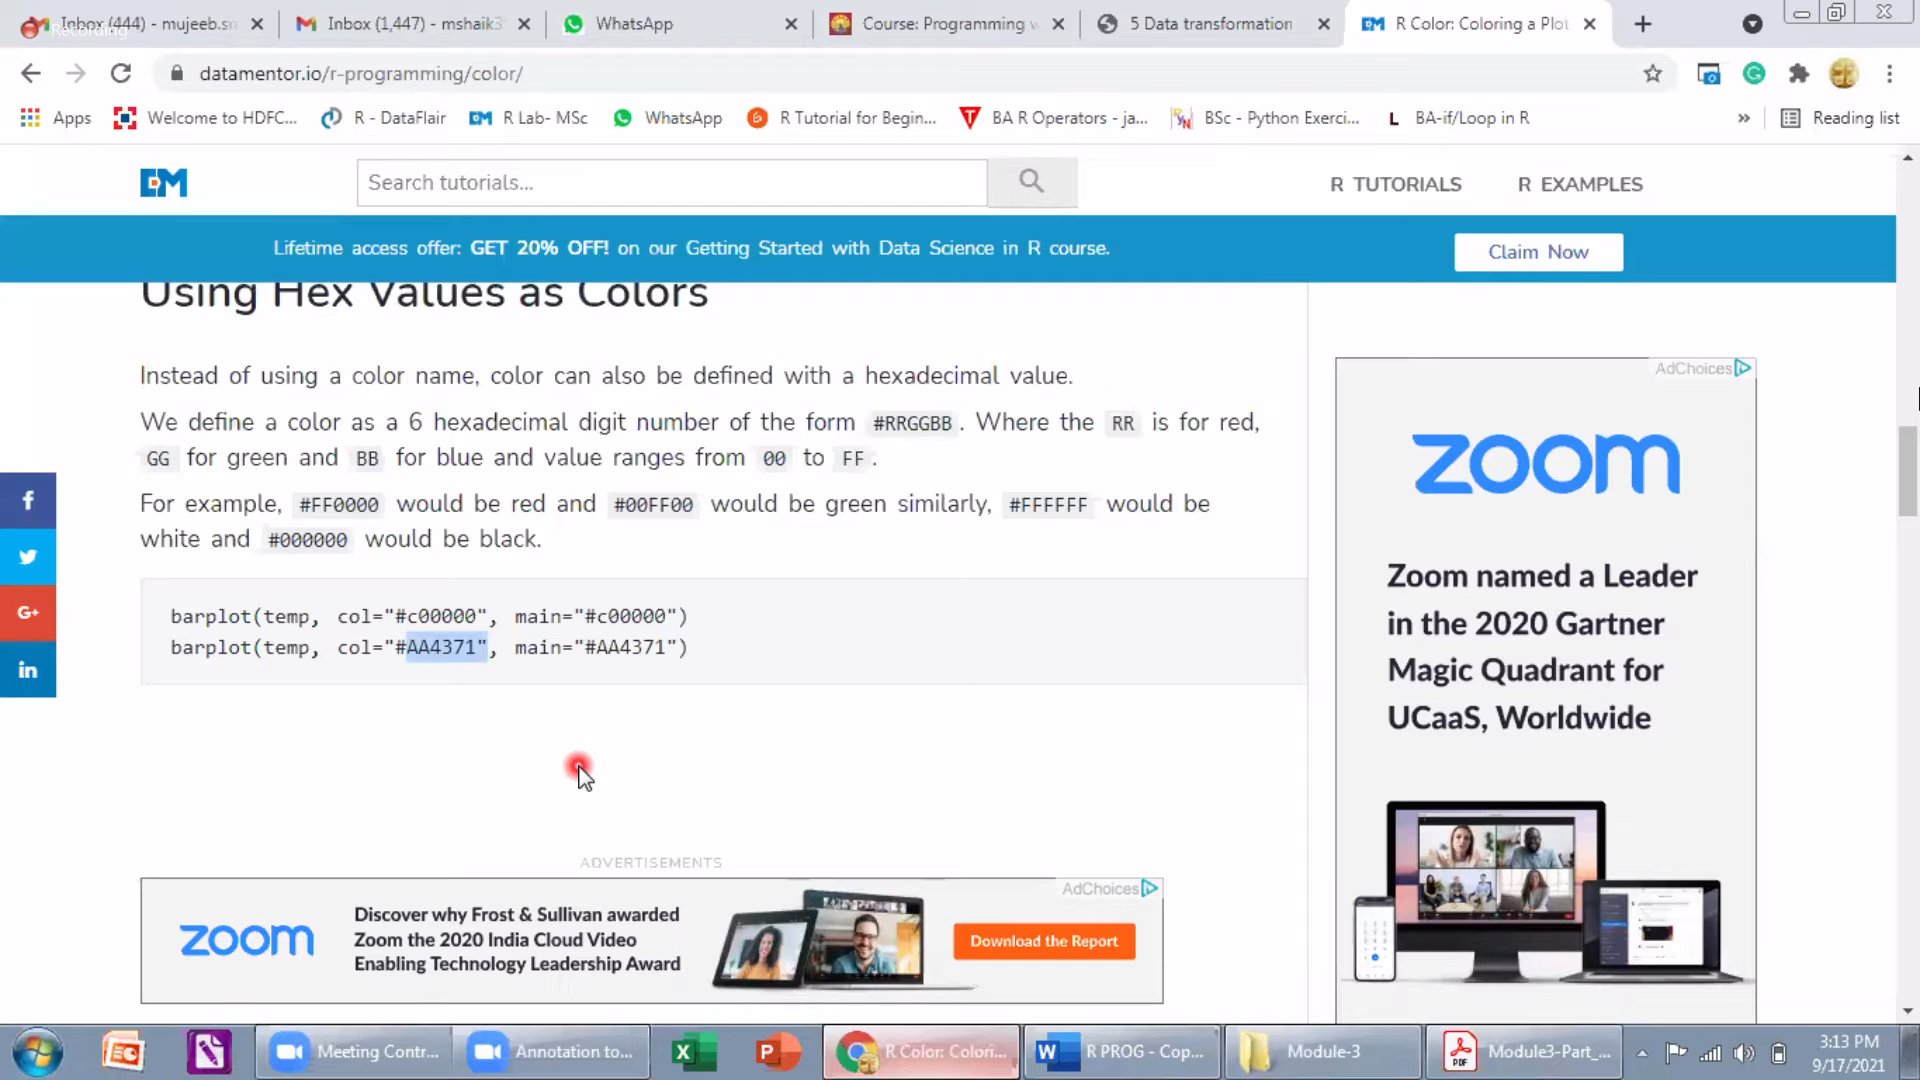 Recording
Inbox (444) - mujeeb.sm
Inbox (1,447) - mshaik3
WhatsApp
Course: Programming w
5 Data transformation
R Color: Coloring a Plot
datamentor.io/r-programming/color/
Apps
Welcome to HDFC...
R - DataFlair
DM R Lab- MSc
WhatsApp
R Tutorial for Begin...
BA R Operators - ja...
BSc - Python Exerci...
L BA-if/Loop in R
»
Reading list
DM
Search tutorials...
R TUTORIALS
R EXAMPLES
Lifetime access offer: GET 20% OFF! on our Getting Started with Data Science in R course.
Claim Now
Using Hex Values as Colors
Instead of using a color name, color can also be defined with a hexadecimal value.
We define a color as a 6 hexadecimal digit number of the form #RRGGBB. Where the RR is for red,
GG for green and BB for blue and value ranges from 00 to FF.
For example, #FF0000 would be red and #00FF00 would be green similarly, #FFFFFF would be
white and #000000 would be black.
barplot(temp, col="#c00000", main="#c00000")
barplot(temp, col="#AA4371", main="#AA4371")
f
G+
in
AdChoices
zoom
Zoom named a Leader
in the 2020 Gartner
Magic Quadrant for
UCaaS, Worldwide
ADVERTISEMENTS
AdChoices
zoom
Discover why Frost & Sullivan awarded
Zoom the 2020 India Cloud Video
Enabling Technology Leadership Award
Download the Report
Meeting Contr...
Annotation to...
R Color: Colori...
R PROG - Cop...
Module-3
Module3-Part_...
3:13 PM
9/17/2021